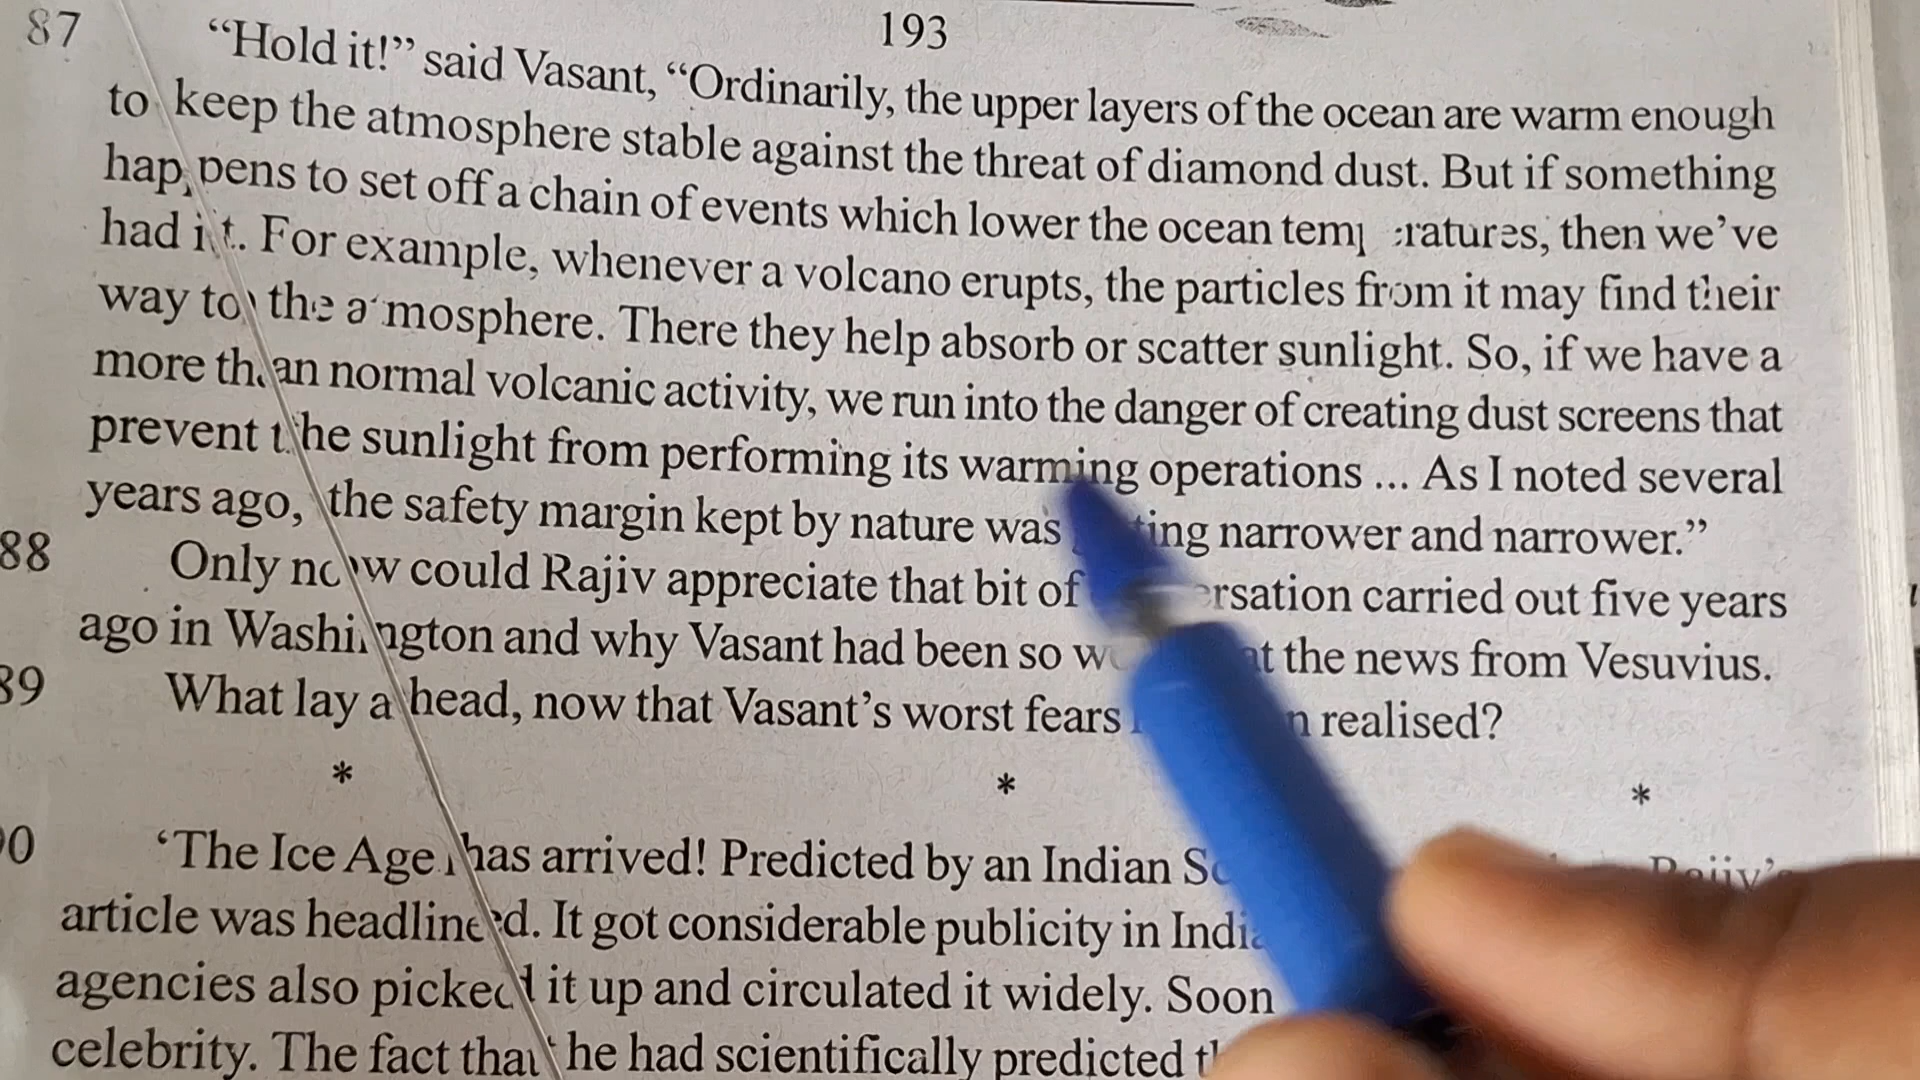 193
87 “Hold it!” said Vasant, “Ordinarily, the upper layers of the ocean are warm enough
to keep the atmosphere stable against the threat of diamond dust. But if something
happens to set off a chain of events which lower the ocean temperatures, then we’ve
had it. For example, whenever a volcano erupts, the particles from it may find their
way to the atmosphere. There they help absorb or scatter sunlight. So, if we have a
more than normal volcanic activity, we run into the danger of creating dust screens that
prevent the sunlight from performing its warming operations ... As I noted several
years ago, the safety margin kept by nature was narrower and narrower.”
88 Only now could Rajiv appreciate that bit of carried out five years
ago in Washington and why Vasant had been so at the news from Vesuvius.
89 What lay ahead, now that Vasant’s worst fears realised?
* * *
‘The Ice Age has arrived! Predicted by an Indian Rajiv’s
article was headlined. It got considerable publicity in
agencies also picked it up and circulated it widely. Soon
celebrity. The fact that he had scientifically predicted